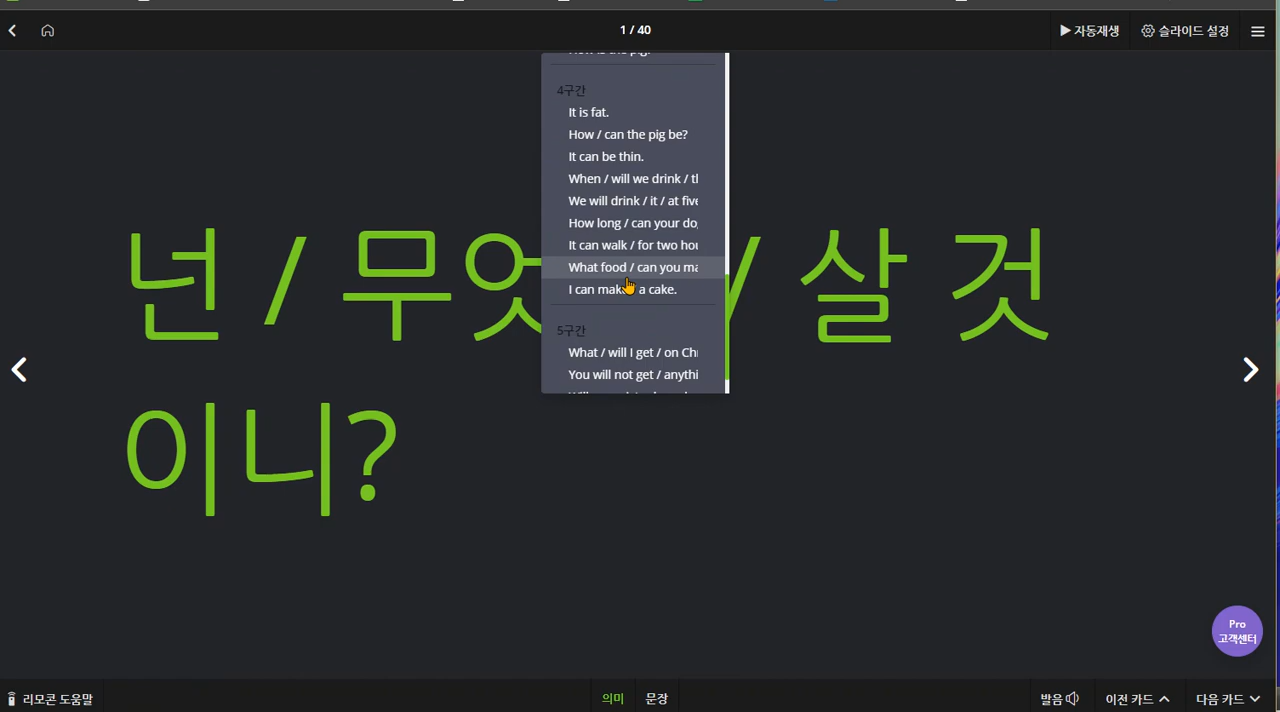 1 / 40
자동재생
슬라이드 설정
4구간
It is fat.
How / can the pig be?
It can be thin.
When / will we drink /
We will drink / it / at five
How long / can your do
It can walk / for two hou
What food / can you ma
I can mak a cake.
5구간
What / will I get / on Ch
You will not get / anythi
넌 / 무엇 / 살 것
이니?
Pro
고객센터
리모콘 도움말
의미
문장
발음
이전 카드
다음 카드